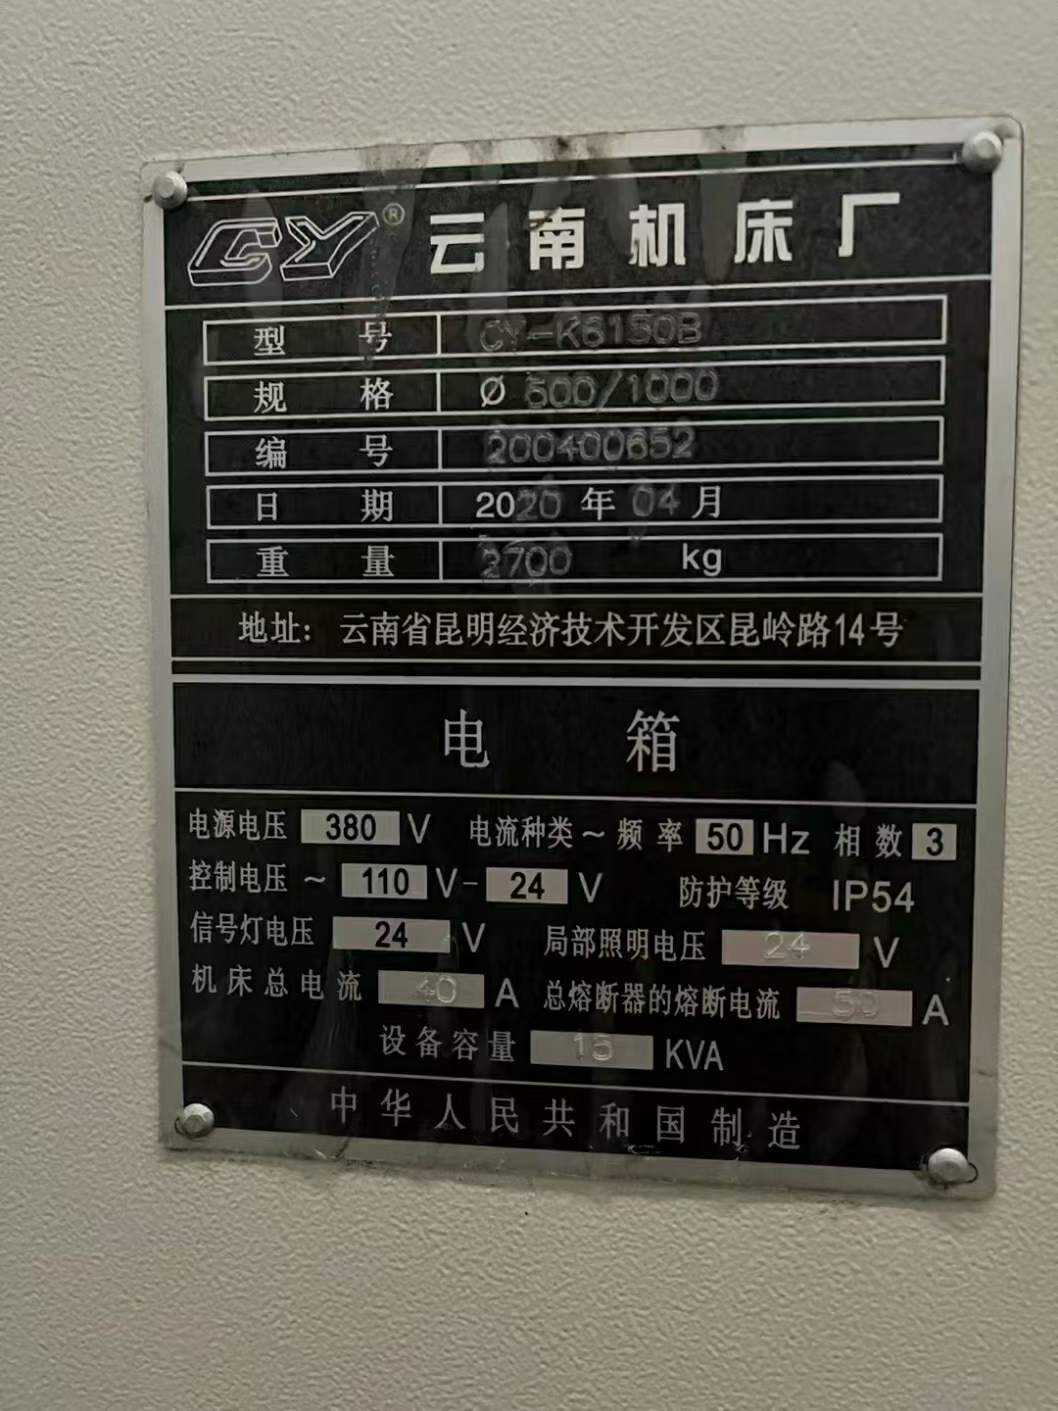 CY® 云南机床厂
型号 CY-K6150B
规格 Ø 500/1000
编号 200400652
日期 2020年04月
重量 2700 kg
地址：云南省昆明经济技术开发区昆岭路14号
电箱
电源电压 380 V 电流种类～频率 50 Hz 相数 3
控制电压～ 110 V- 24 V 防护等级 IP54
信号灯电压 24 V 局部照明电压 24 V
机床总电流 40 A 总熔断器的熔断电流 50 A
设备容量 15 KVA
中华人民共和国制造